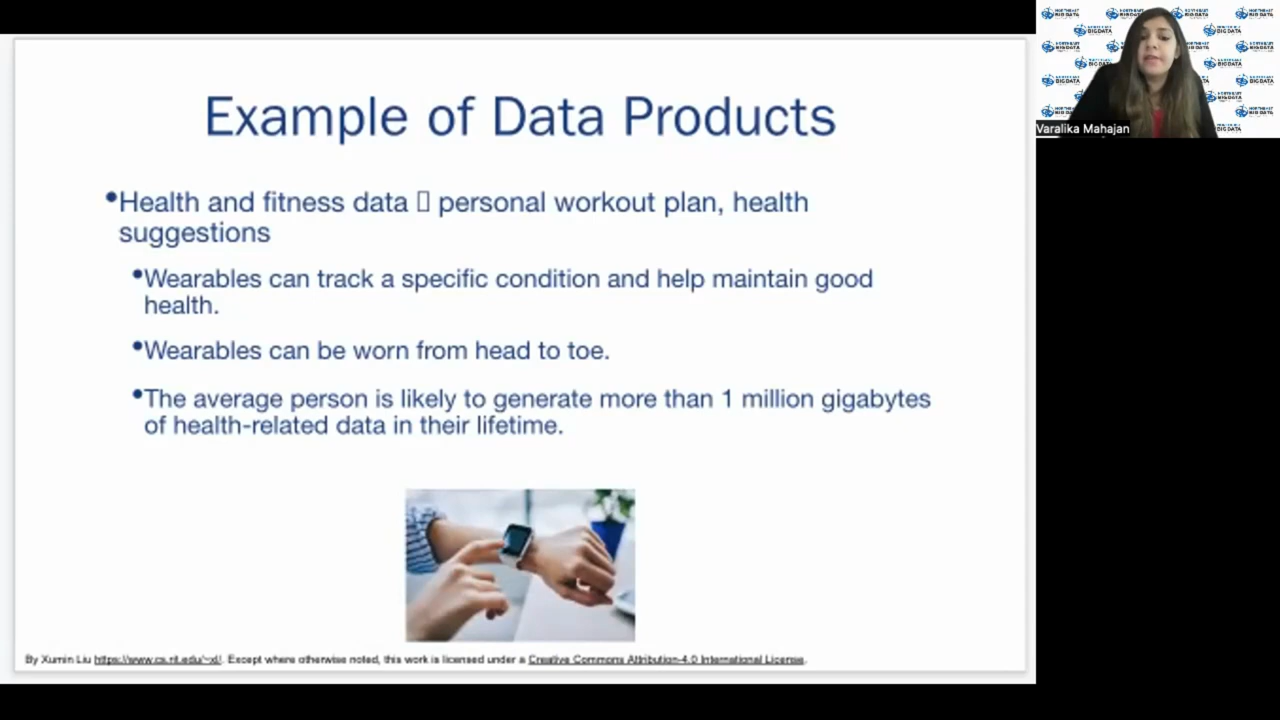 Example of Data Products
•Health and fitness data ▯ personal workout plan, health
suggestions
•Wearables can track a specific condition and help maintain good
health.
•Wearables can be worn from head to toe.
•The average person is likely to generate more than 1 million gigabytes
of health-related data in their lifetime.
By Xumin Liu https://www.cs.rit.edu/~xl/. Except where otherwise noted, this work is licensed under a Creative Commons Attribution-4.0 International License.
NORTHEAST
BIG DATA
Varalika Mahajan